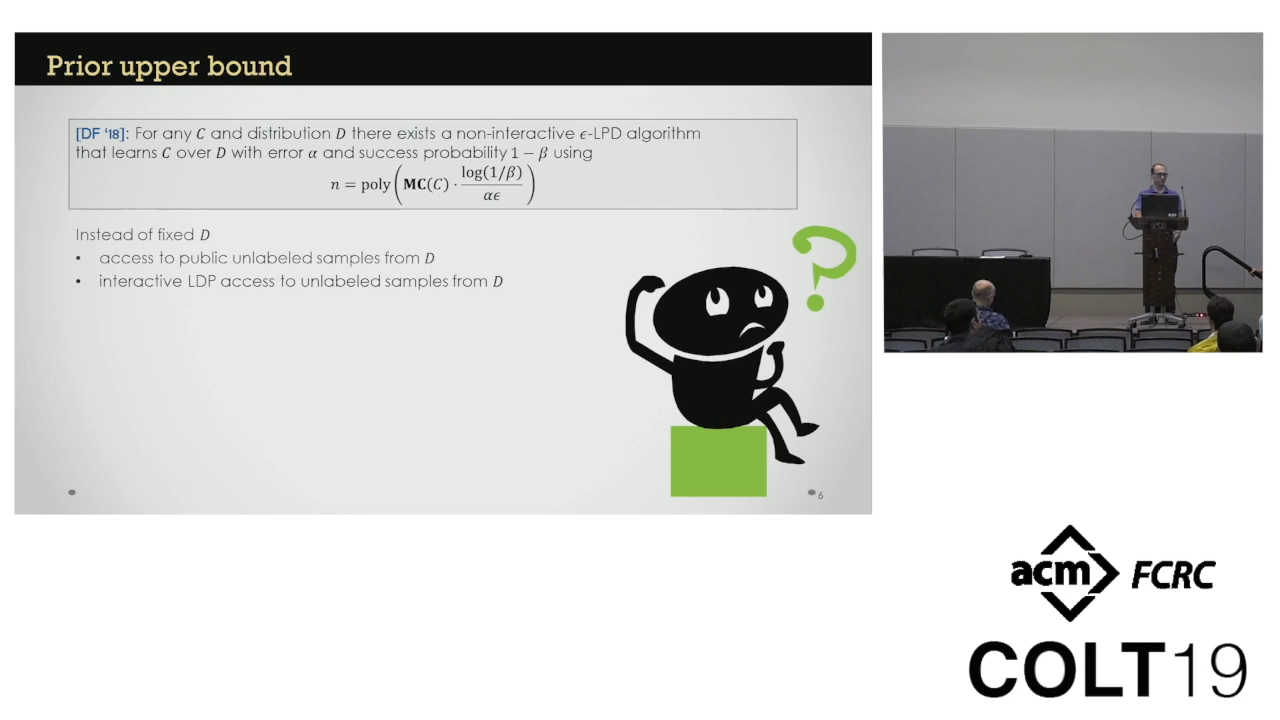 Prior upper bound
[DF ‘18]: For any C and distribution D there exists a non-interactive ϵ-LPD algorithm
that learns C over D with error α and success probability 1 − β using
n = poly(MC(C) · log(1/β)/αϵ)
Instead of fixed D
• access to public unlabeled samples from D
• interactive LDP access to unlabeled samples from D
?
6
acm FCRC
COLT19